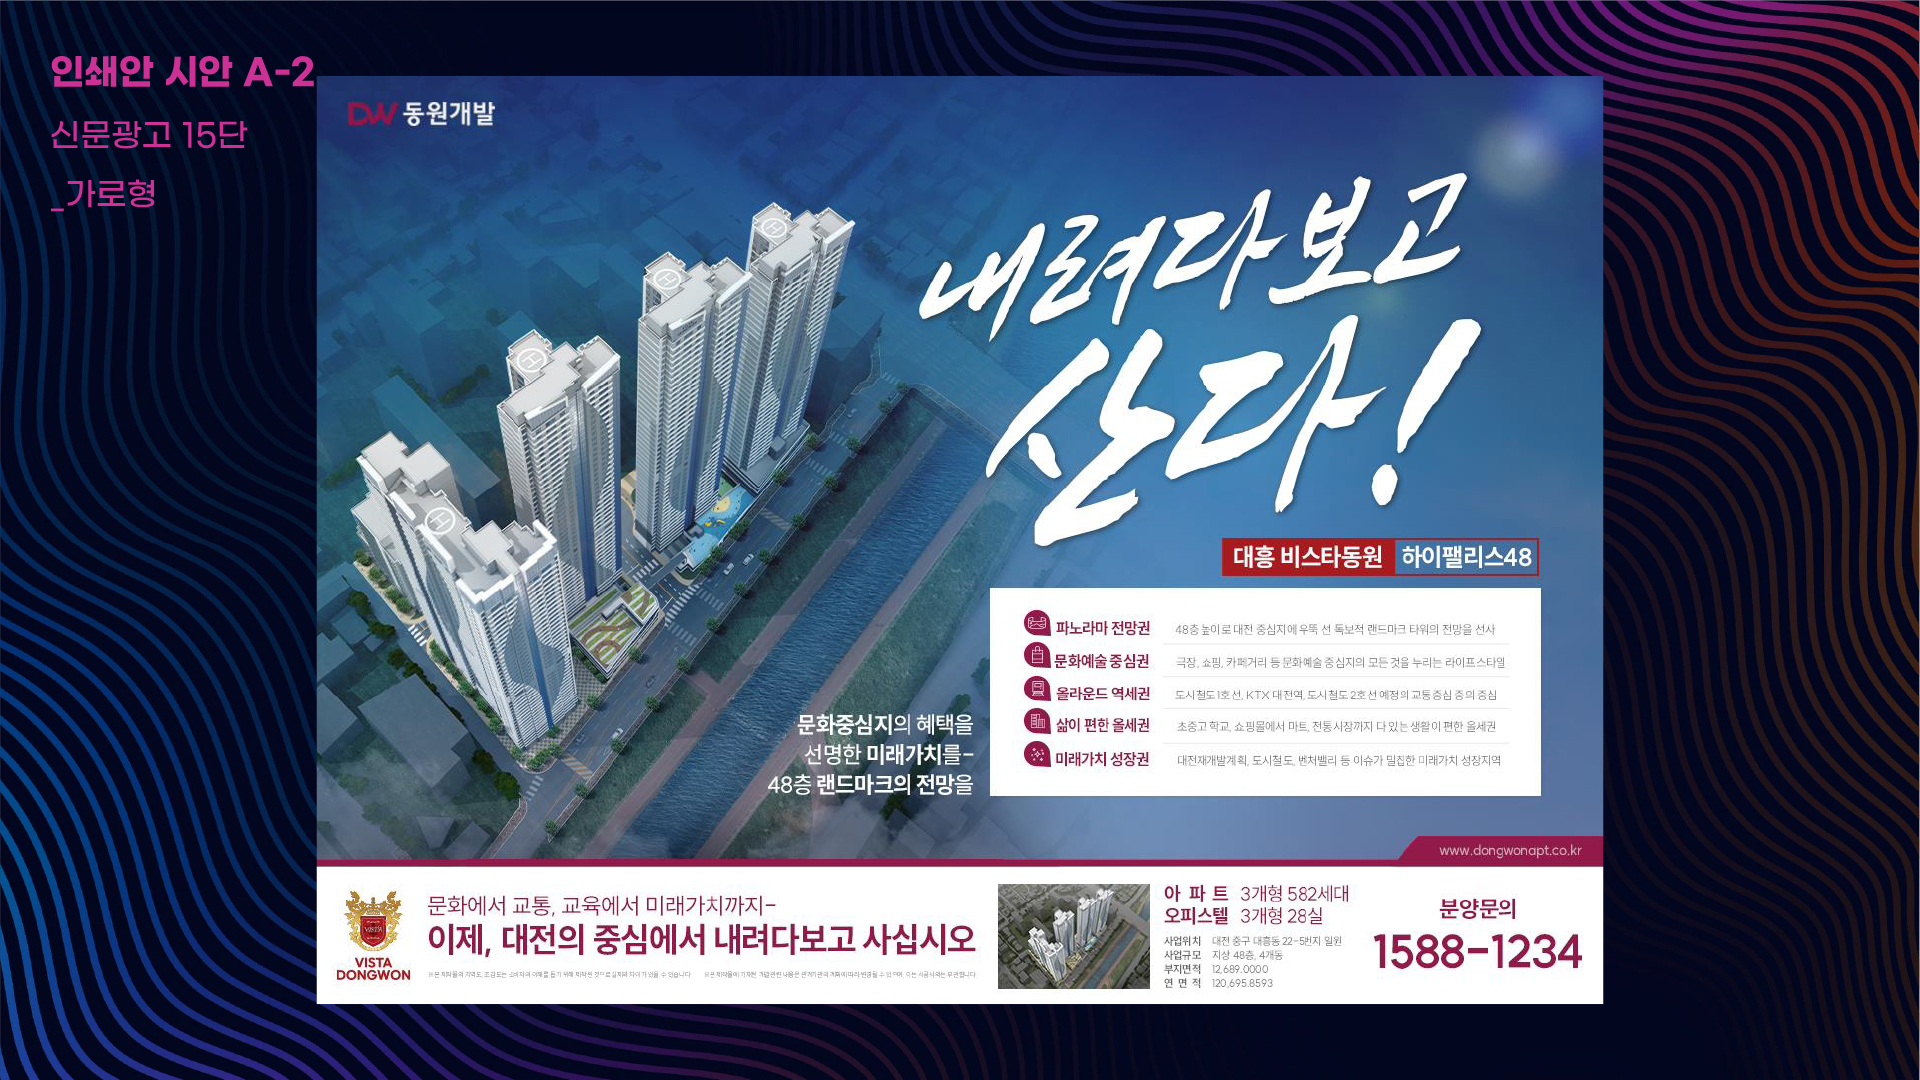 인쇄안 시안 A-2
신문광고 15단
_가로형
DW 동원개발
내려다보고
산다!
대흥 비스타동원 하이팰리스48
파노라마 전망권 48층 높이로 대전 중심지에 우뚝 선 독보적 랜드마크 타워의 전망을 선사
문화예술 중심권 극장, 쇼핑, 카페거리 등 문화예술 중심지의 모든 것을 누리는 라이프스타일
올라운드 역세권 도시철도 1호선, KTX 대전역, 도시철도 2호선 예정의 교통중심 중의 중심
삶이 편한 올세권 초중고 학교, 쇼핑몰에서 마트, 전통시장까지 다 있는 생활이 편한 올세권
미래가치 성장권 대전재개발계획, 도시철도, 벤처밸리 등 이슈가 밀집한 미래가치 성장지역
문화중심지의 혜택을
선명한 미래가치를-
48층 랜드마크의 전망을
www.dongwonapt.co.kr
VISTA
DONGWON
문화에서 교통, 교육에서 미래가치까지-
이제, 대전의 중심에서 내려다보고 사십시오
아파트 3개형 582세대
오피스텔 3개형 28실
사업위치 대전 중구 대흥동 22-5번지 일원
사업규모 지상 48층, 4개동
부지면적 12,689.0000
연면적 120,695.8593
분양문의
1588-1234